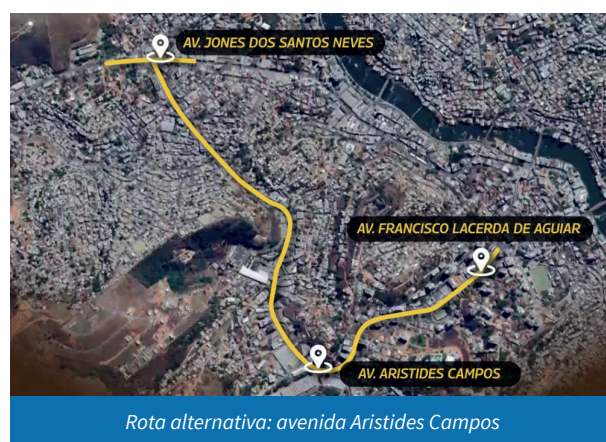 AV. JONES DOS SANTOS NEVES
AV. FRANCISCO LACERDA DE AGUIAR
AV. ARISTIDES CAMPOS
Rota alternativa: avenida Aristides Campos